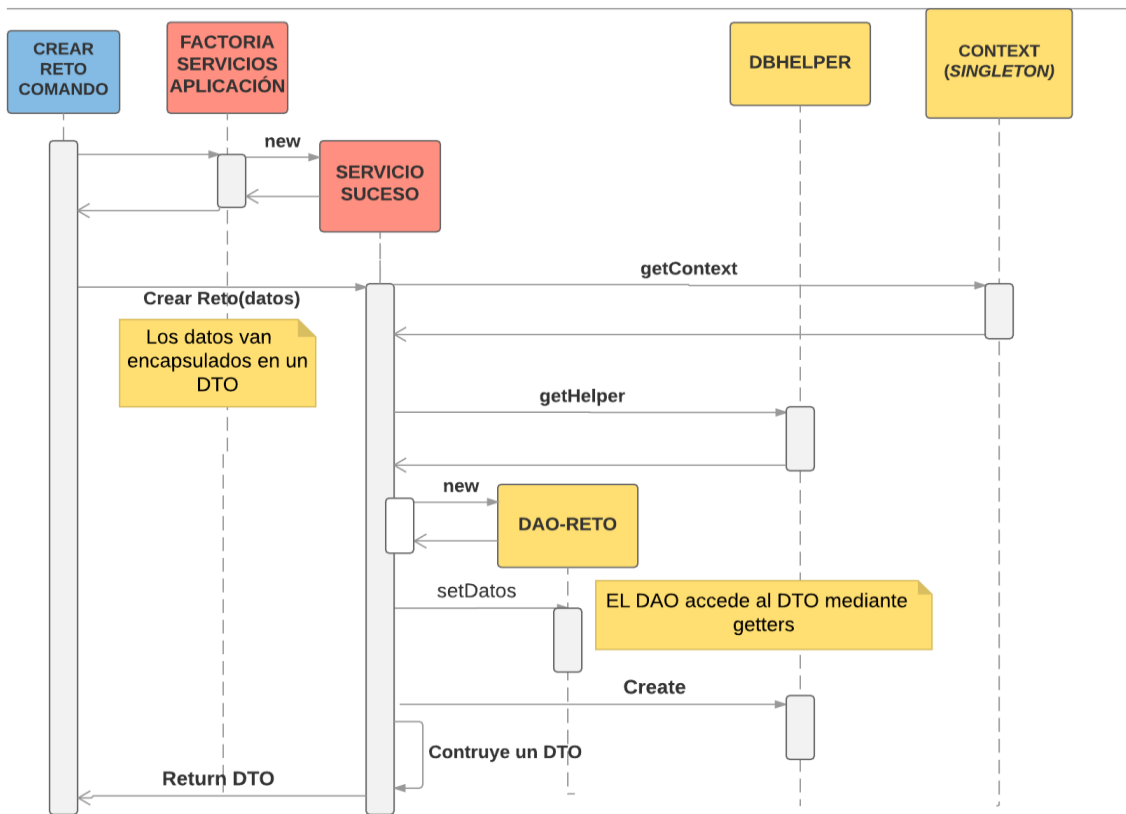 CREAR
RETO
COMANDO
FACTORIA
SERVICIOS
APLICACIÓN
DBHELPER
CONTEXT
(SINGLETON)
new
SERVICIO
SUCESO
getContext
Crear Reto(datos)
Los datos van
encapsulados en un
DTO
getHelper
new
DAO-RETO
setDatos
EL DAO accede al DTO mediante
getters
Create
Contruye un DTO
Return DTO